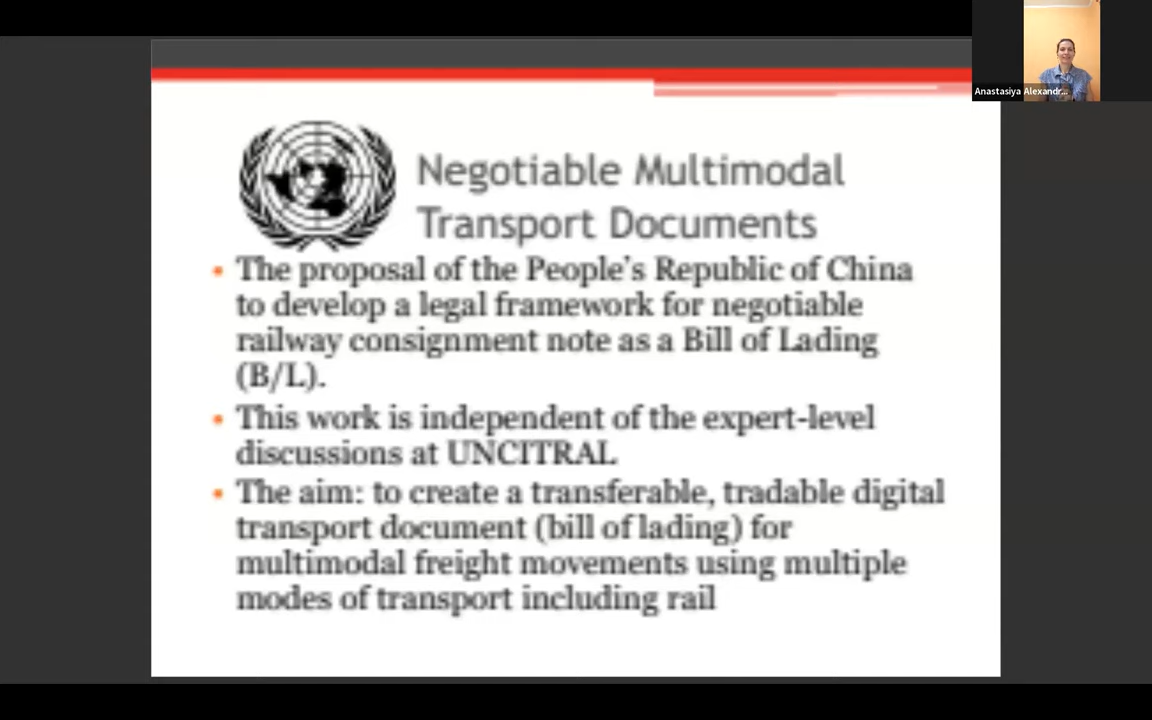 Anastasiya Alexandr...
Negotiable Multimodal
Transport Documents
• The proposal of the People's Republic of China
to develop a legal framework for negotiable
railway consignment note as a Bill of Lading
(B/L).
• This work is independent of the expert-level
discussions at UNCITRAL
• The aim: to create a transferable, tradable digital
transport document (bill of lading) for
multimodal freight movements using multiple
modes of transport including rail